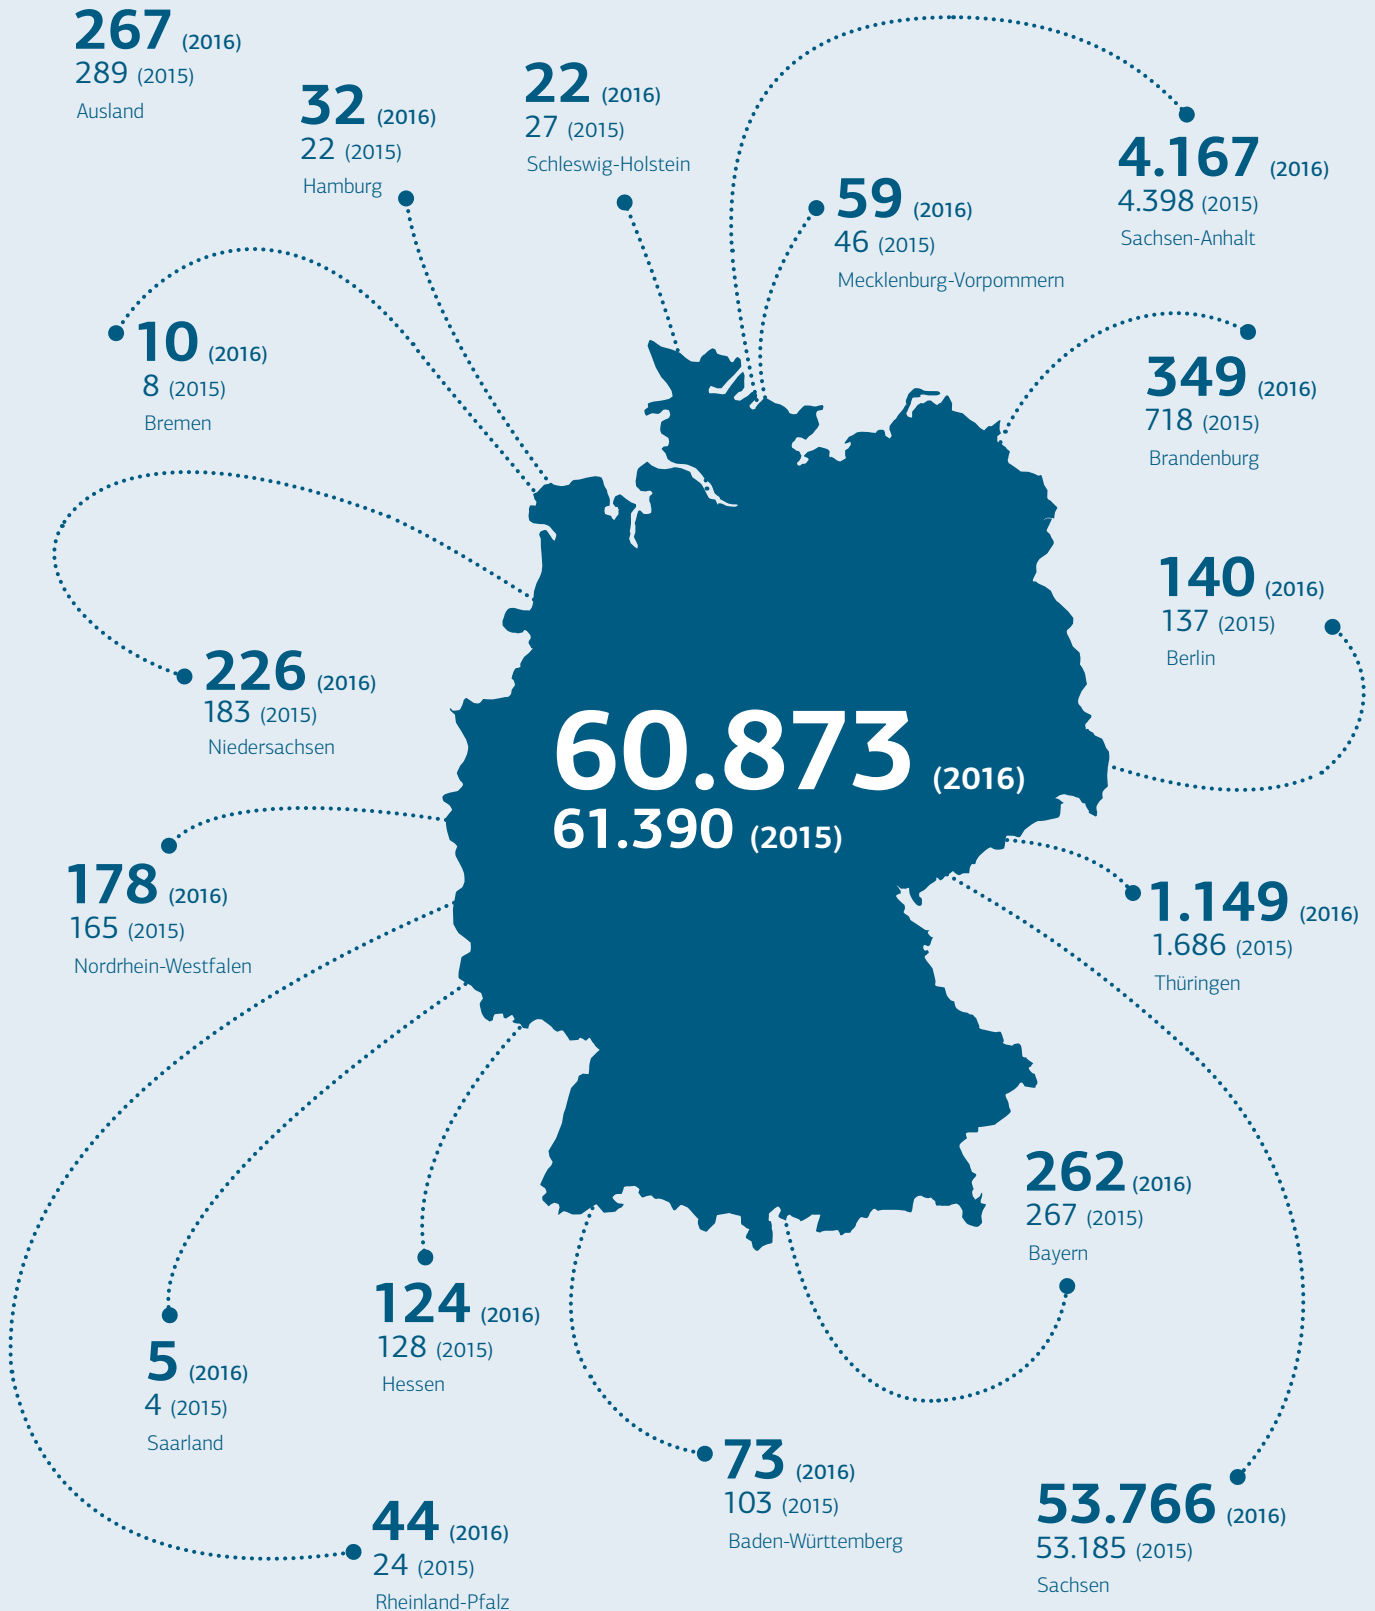 267 (2016)
289 (2015)
Ausland
32 (2016)
22 (2015)
Hamburg
22 (2016)
27 (2015)
Schleswig-Holstein
59 (2016)
46 (2015)
Mecklenburg-Vorpommern
4.167 (2016)
4.398 (2015)
Sachsen-Anhalt
10 (2016)
8 (2015)
Bremen
349 (2016)
718 (2015)
Brandenburg
140 (2016)
137 (2015)
Berlin
226 (2016)
183 (2015)
Niedersachsen
60.873 (2016)
61.390 (2015)
178 (2016)
165 (2015)
Nordrhein-Westfalen
1.149 (2016)
1.686 (2015)
Thüringen
262 (2016)
267 (2015)
Bayern
124 (2016)
128 (2015)
Hessen
5 (2016)
4 (2015)
Saarland
73 (2016)
103 (2015)
Baden-Württemberg
53.766 (2016)
53.185 (2015)
Sachsen
44 (2016)
24 (2015)
Rheinland-Pfalz